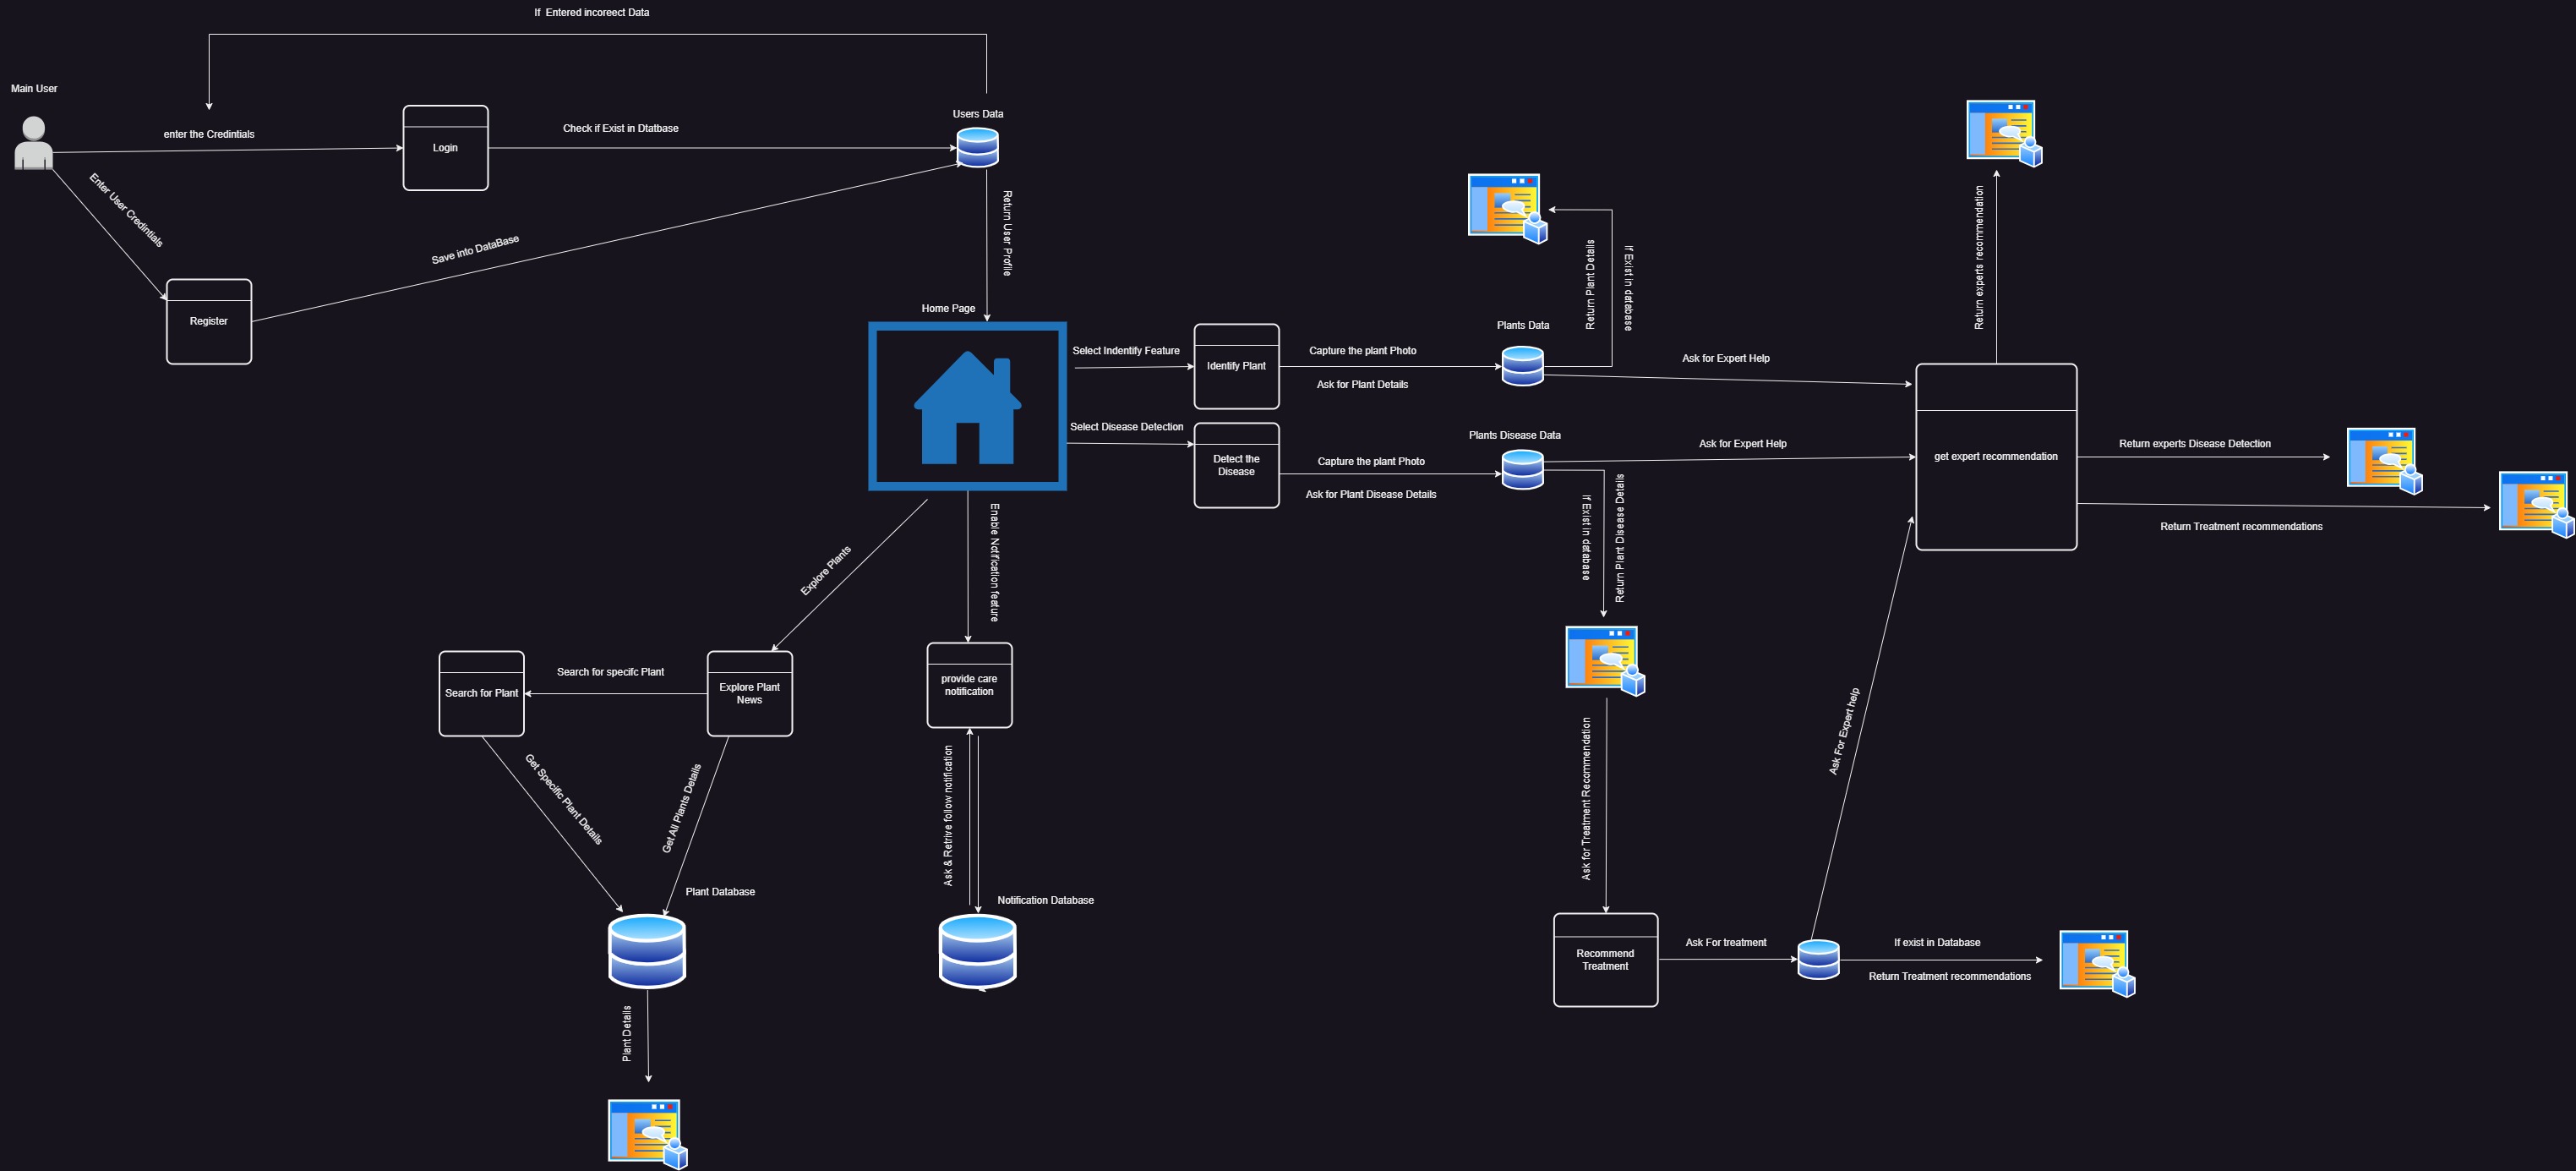 If  Entered incoreect Data
Main User
enter the Credintials
Login
Check if Exist in Dtatbase
Users Data
Enter User Credintials
Register
Save into DataBase
Return User Profile
Home Page
Select Indentify Feature
Identify Plant
Capture the plant Photo
Ask for Plant Details
Plants Data
Return Plant Details
If Exist in database
Ask for Expert Help
Return experts recommendation
Select Disease Detection
Detect the
Disease
Capture the plant Photo
Ask for Plant Disease Details
Plants Disease Data
Ask for Expert Help
get expert recommendation
Return experts Disease Detection
Return Treatment recommendations
If Exist in database
Return Plant Disease Details
Explore Plants
Enable Notification feature
Search for Plant
Search for specifc Plant
Explore Plant
News
provide care
notification
Get Specific Plant Details
Get All Plants Details
Ask & Retrive follow notification
Plant Database
Notification Database
Plant Details
Ask for Treatment Recommendation
Ask For Expert help
Recommend
Treatment
Ask For treatment
If exist in Database
Return Treatment recommendations